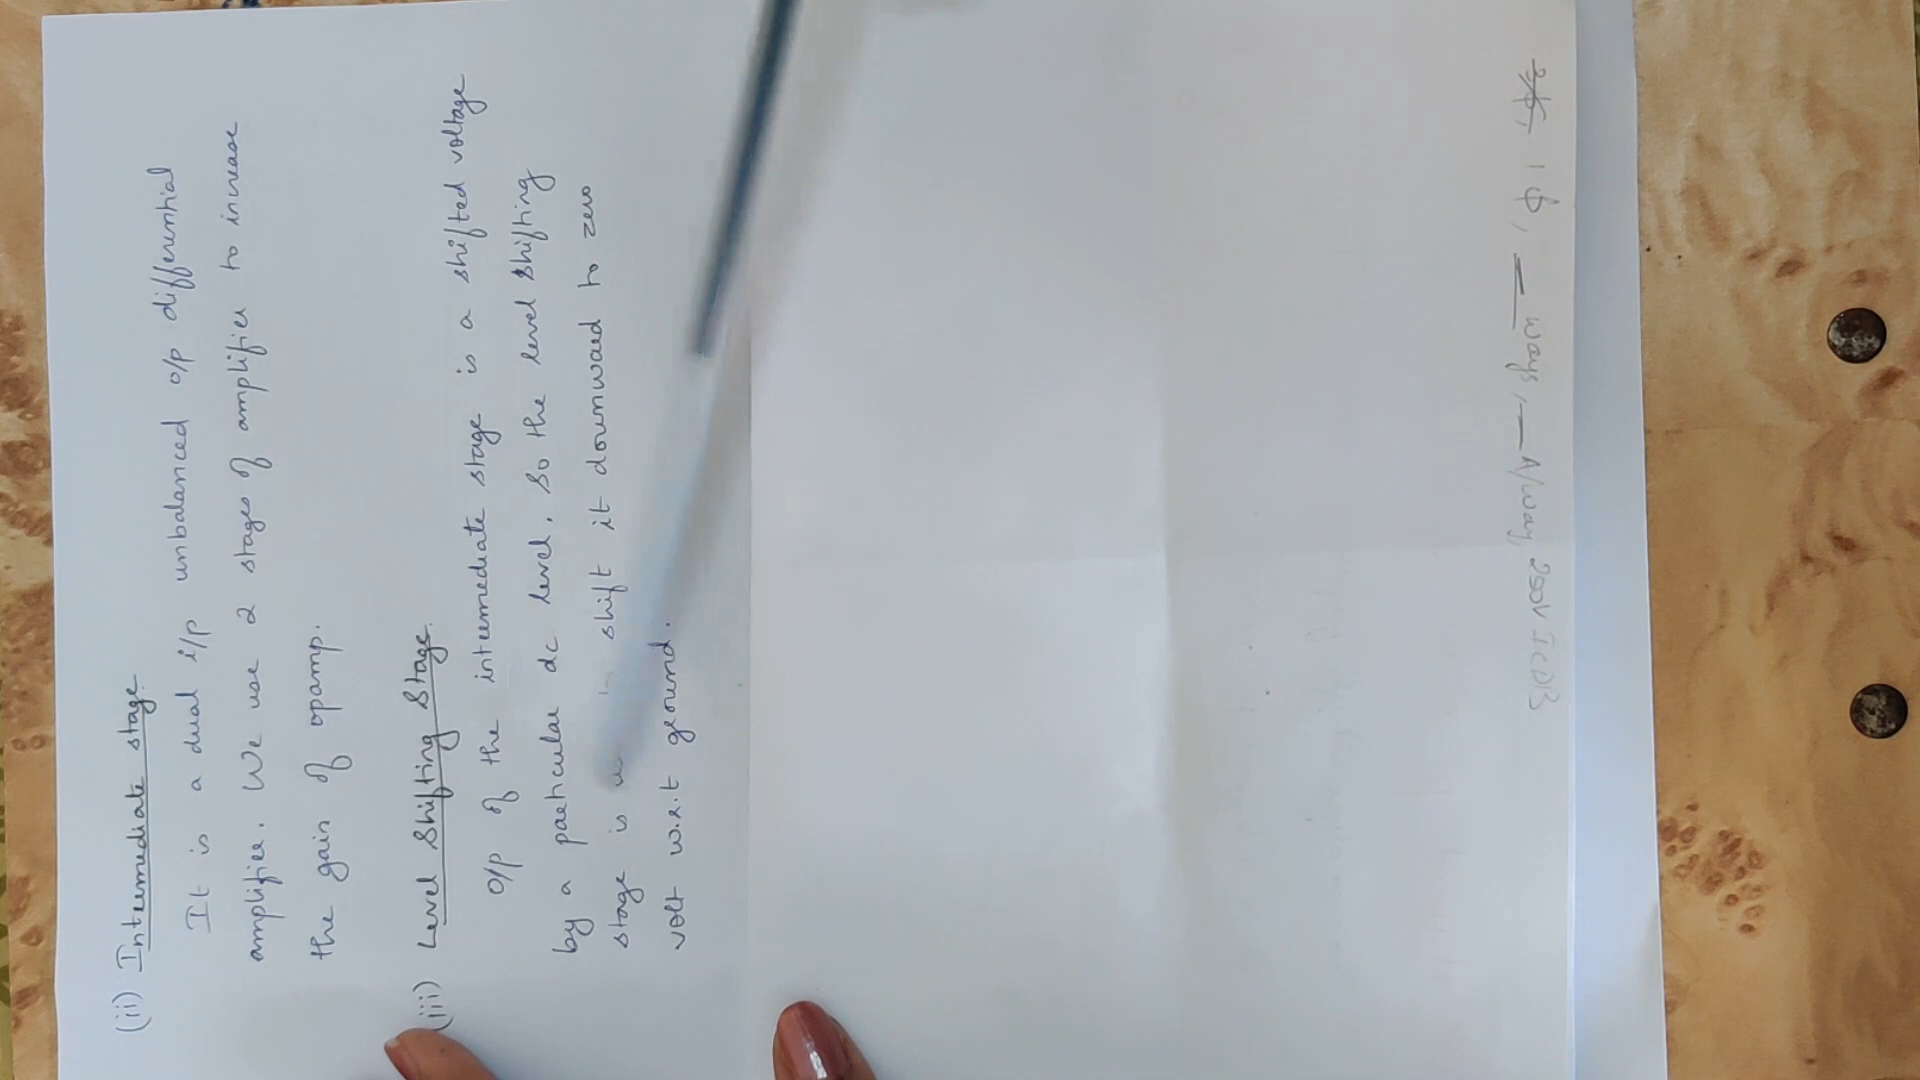 (ii) Intermediate stage.
It is a dual i/p unbalanced o/p differential
amplifier. We use 2 stages of amplifier to increase
the gain of opamp.
(iii) Level Shifting Stage.
o/p of the intermediate stage is a shifted voltage
by a particular dc level. So the level shifting
stage is shift it downward to zero
volt w.r.t ground.
1ϕ, — ways, — A/way, 250V ICDB